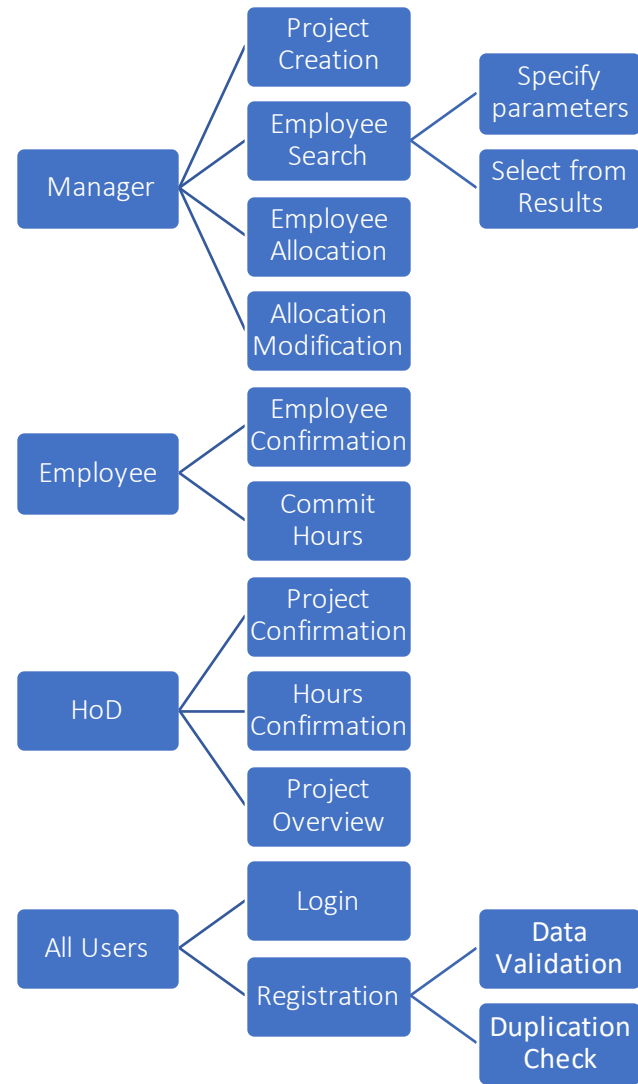 Manager
Project
Creation
Employee
Search
Specify
parameters
Select from
Results
Employee
Allocation
Allocation
Modification
Employee
Employee
Confirmation
Commit
Hours
HoD
Project
Confirmation
Hours
Confirmation
Project
Overview
All Users
Login
Registration
Data
Validation
Duplication
Check